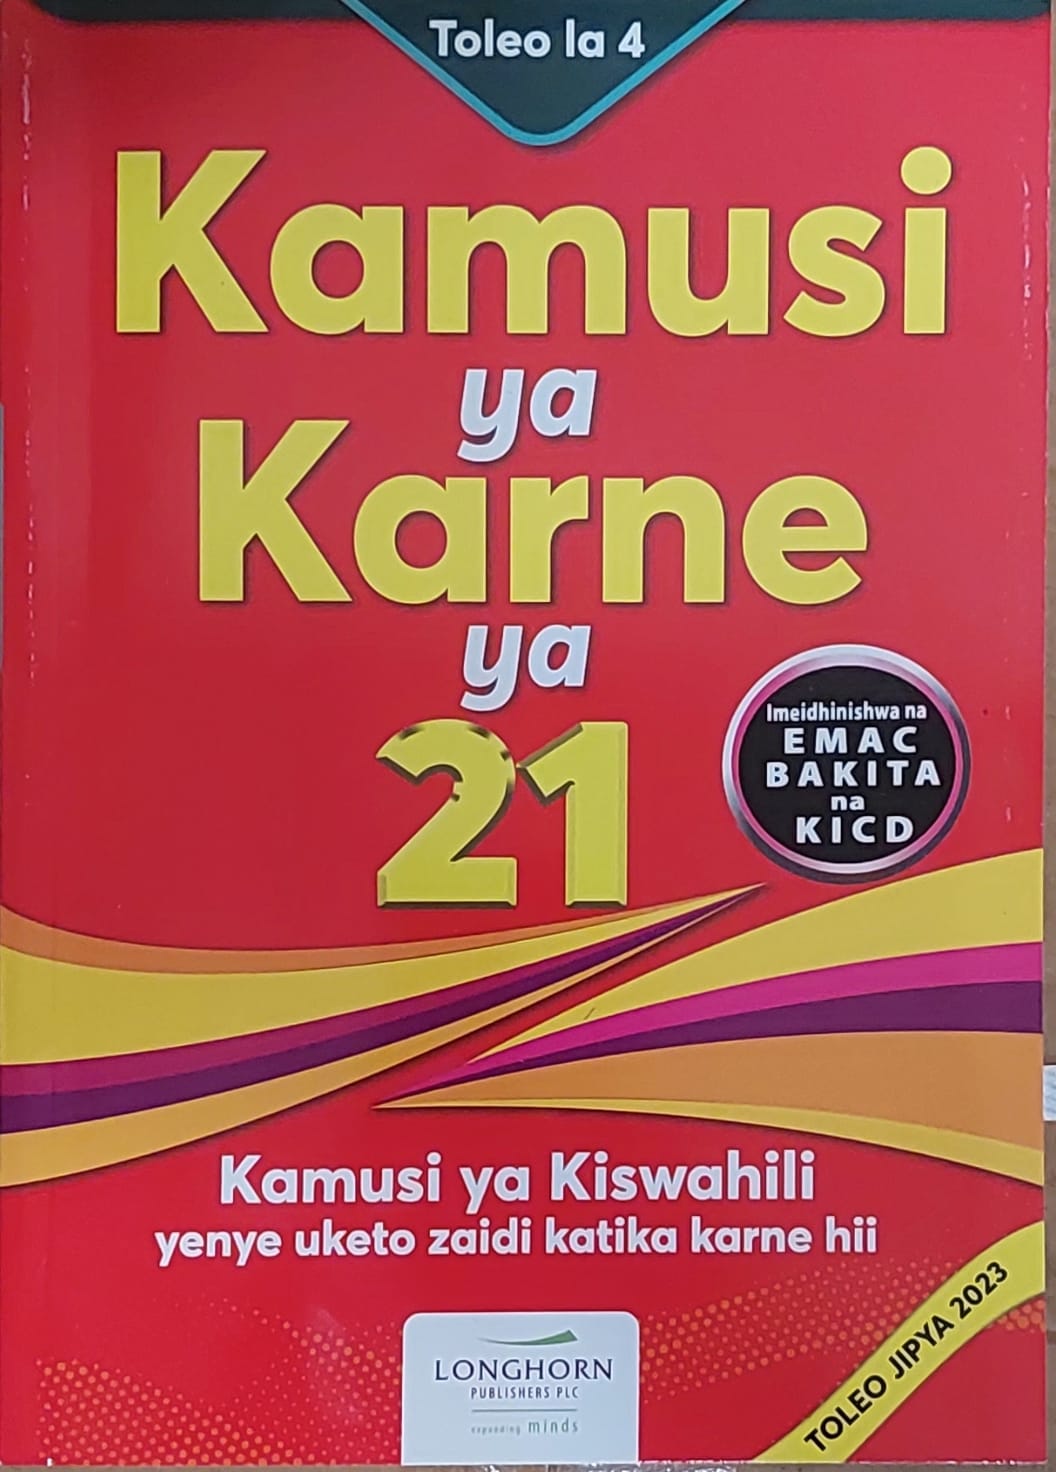 Toleo la 4
Kamusi
ya
Karne
ya
21
Imeidhinishwa na
EMAC
BAKITA
na
KICD
Kamusi ya Kiswahili
yenye uketo zaidi katika karne hii
TOLEO JIPYA 2023
LONGHORN
PUBLISHERS PLC
expanding minds